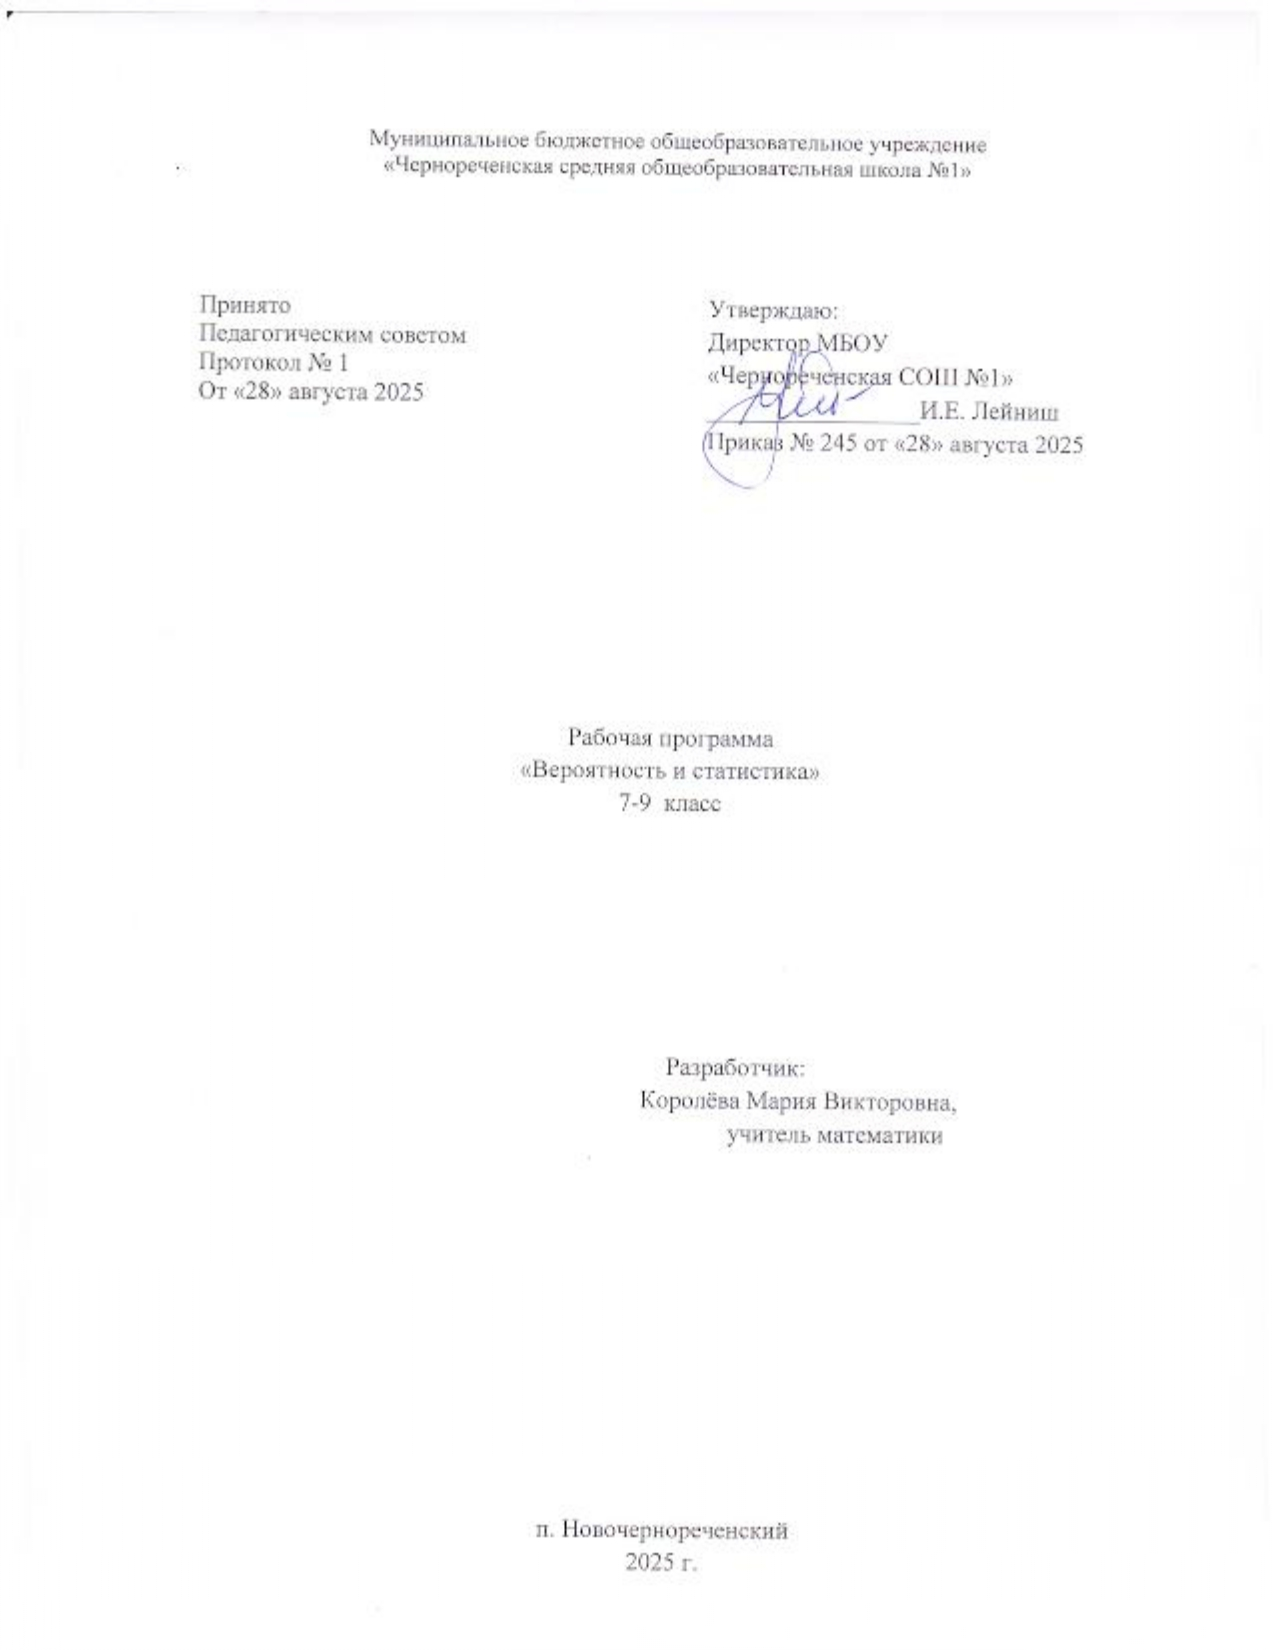 Муниципальное бюджетное общеобразовательное учреждение
«Чернореченская средняя общеобразовательная школа №1»
Принято
Педагогическим советом
Протокол № 1
От «28» августа 2025
Утверждаю:
Директор МБОУ
«Чернореченская СОШ №1»
И.Е. Лейниш
Приказ № 245 от «28» августа 2025
Рабочая программа
«Вероятность и статистика»
7-9 класс
Разработчик:
Королёва Мария Викторовна,
учитель математики
п. Новочернореченский
2025 г.